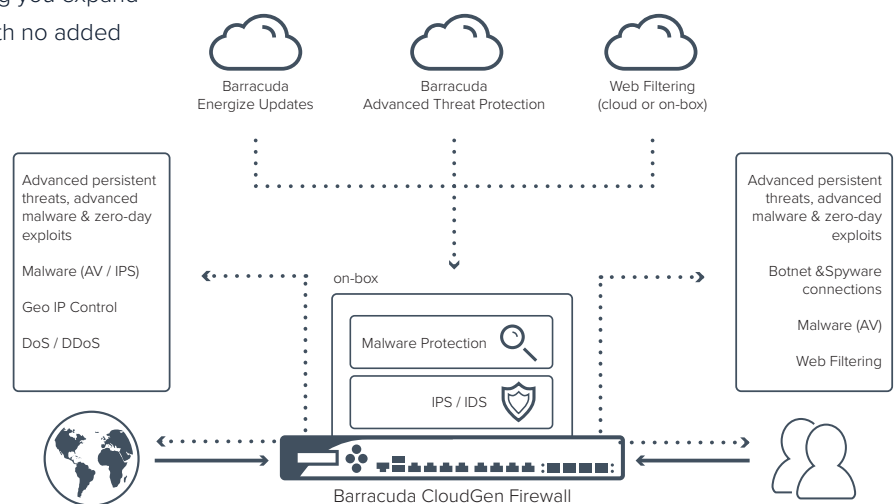 g you expand
th no added
Barracuda
Energize Updates
Barracuda
Advanced Threat Protection
Web Filtering
(cloud or on-box)
Advanced persistent
threats, advanced
malware & zero-day
exploits
Malware (AV / IPS)
Geo IP Control
DoS / DDoS
on-box
Malware Protection
IPS / IDS
Advanced persistent
threats, advanced
malware & zero-day
exploits
Botnet &Spyware
connections
Malware (AV)
Web Filtering
Barracuda CloudGen Firewall